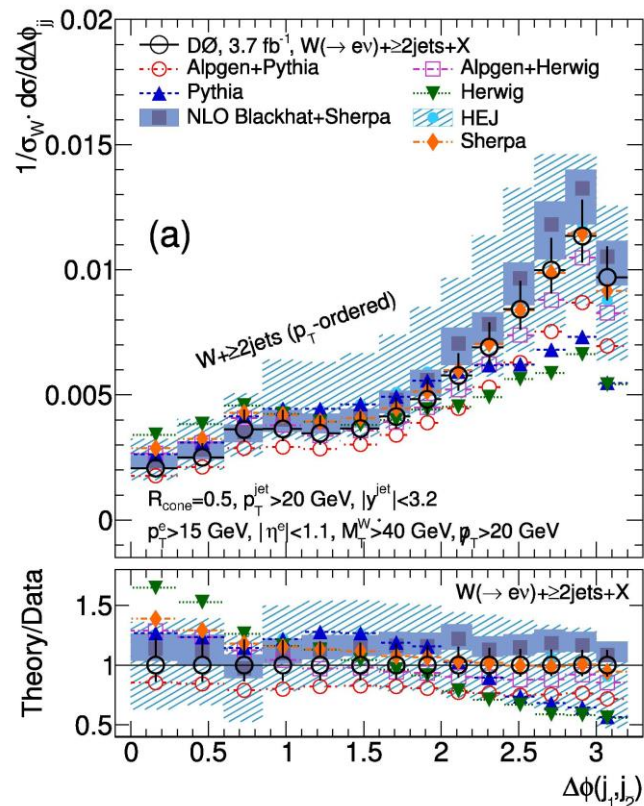 0.02
DØ, 3.7 fb⁻¹, W(→ eν)+≥2jets+X
Alpgen+Pythia
Alpgen+Herwig
Pythia
Herwig
NLO Blackhat+Sherpa
HEJ
Sherpa
1/σ_W· dσ/dΔϕ_jj
0.015
(a)
0.01
W+≥2jets (p_T-ordered)
0.005
R_cone=0.5, p_T^jet>20 GeV, |y^jet|<3.2
p_T^e>15 GeV, |η^e|<1.1, M_T^W>40 GeV, p̸_T>20 GeV
0
W(→ eν)+≥2jets+X
Theory/Data
1.5
1
0.5
0 0.5 1 1.5 2 2.5 3
Δϕ(j₁,j₂)